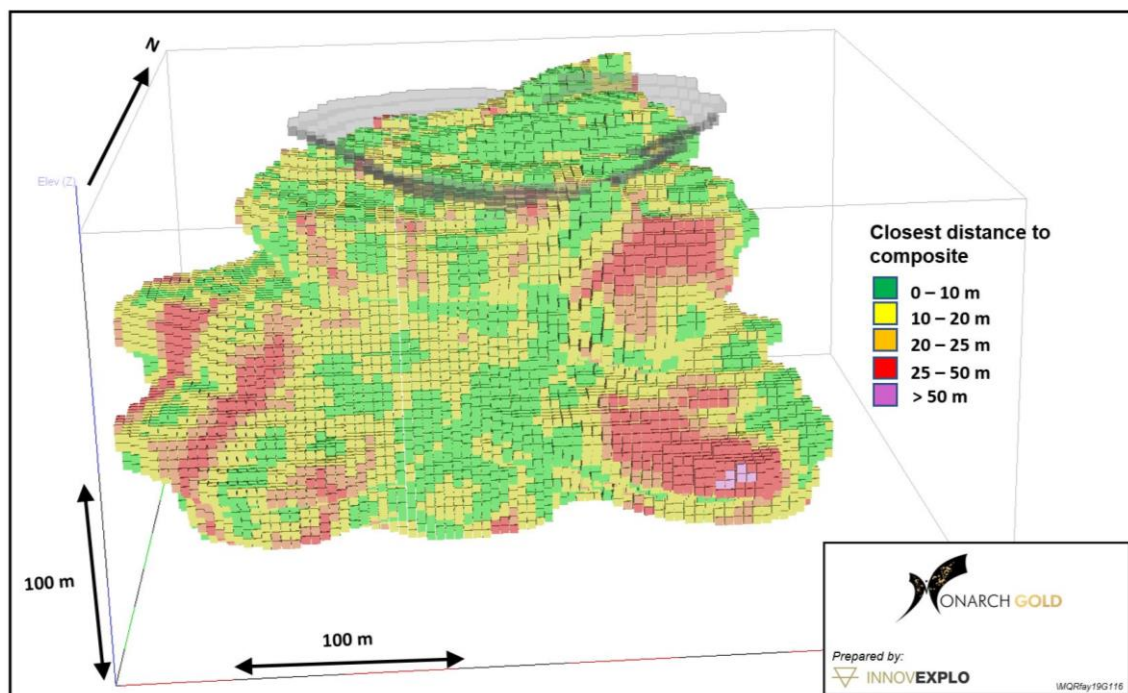 N
Elev (Z)
Closest distance to
composite
0 – 10 m
10 – 20 m
20 – 25 m
25 – 50 m
> 50 m
100 m
100 m
MONARCH GOLD
Prepared by:
INNOVEXPLO
\MQRfay19G116